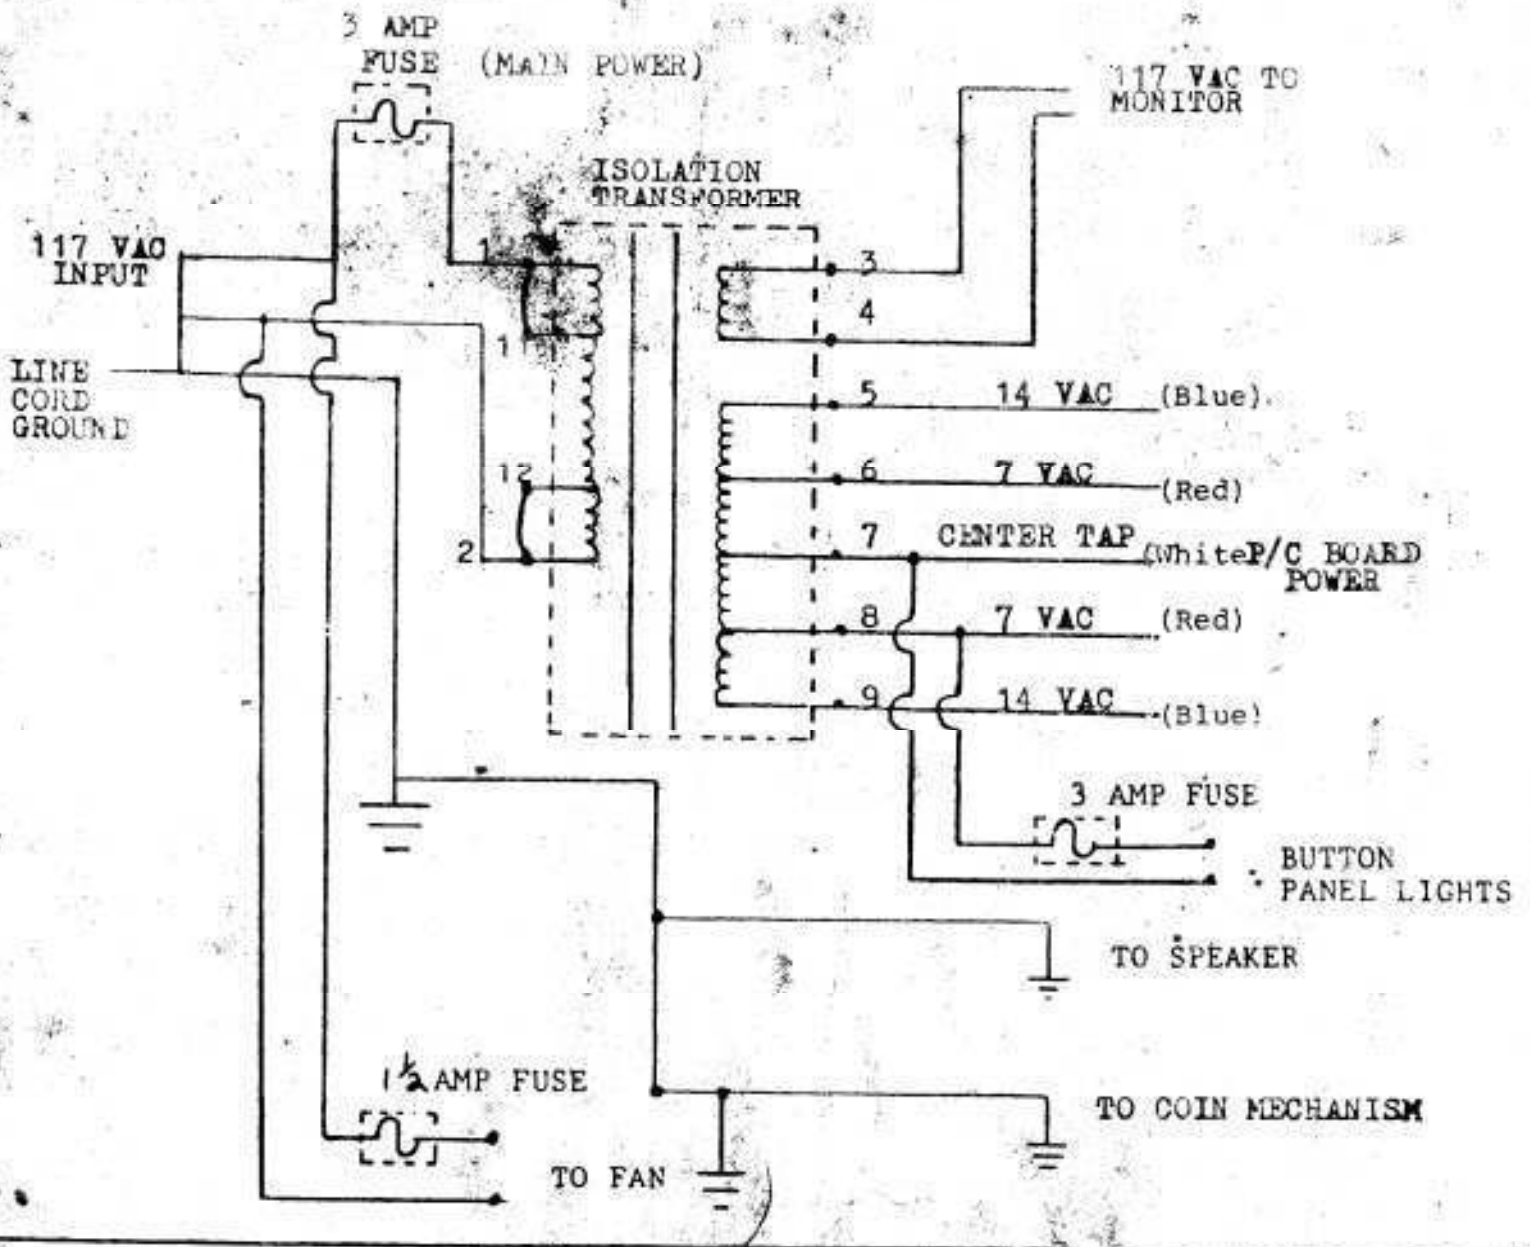 3 AMP
FUSE (MAIN POWER)
117 VAC TO
MONITOR
ISOLATION
TRANSFORMER
117 VAC
INPUT
1
3
4
11
LINE
CORD
GROUND
5 14 VAC (Blue)
12
6 7 VAC (Red)
2
7 CENTER TAP (White P/C BOARD
POWER
8 7 VAC (Red)
9 14 VAC (Blue)
3 AMP FUSE
BUTTON
PANEL LIGHTS
TO SPEAKER
1½ AMP FUSE
TO COIN MECHANISM
TO FAN